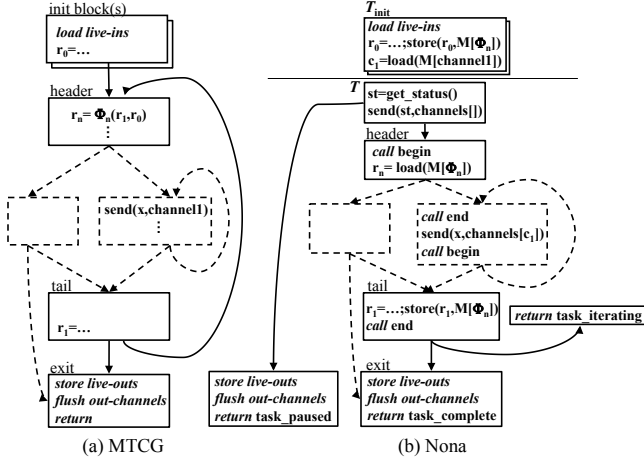 init block(s)
load live-ins
r0=…
header
rn= Φn(r1,r0)
⋮
send(x,channel1)
⋮
tail
r1=…
exit
store live-outs
flush out-channels
return
(a) MTCG
Tinit
load live-ins
r0=…;store(r0,M[Φn])
c1=load(M[channel1])
T
st=get_status()
send(st,channels[])
header
call begin
rn= load(M[Φn])
call end
send(x,channels[c1])
call begin
tail
r1=…;store(r1,M[Φn])
call end
return task_iterating
store live-outs
flush out-channels
return task_paused
exit
store live-outs
flush out-channels
return task_complete
(b) Nona